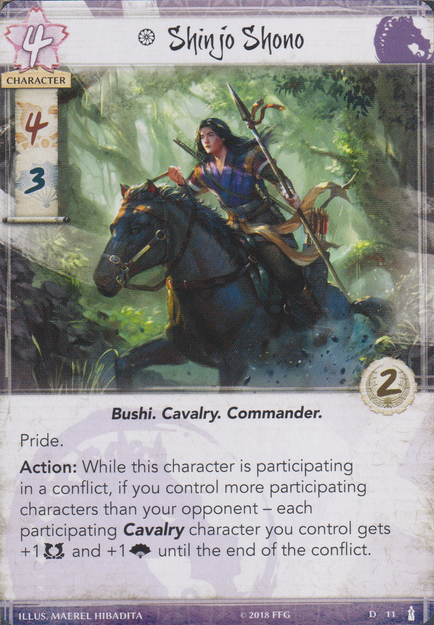 4
Shinjo Shono
CHARACTER
4
3
2
Bushi. Cavalry. Commander.
Pride.
Action: While this character is participating
in a conflict, if you control more participating
characters than your opponent – each
participating Cavalry character you control gets
+1 and +1 until the end of the conflict.
ILLUS. MAEREL HIBADITA © 2018 FFG D 11